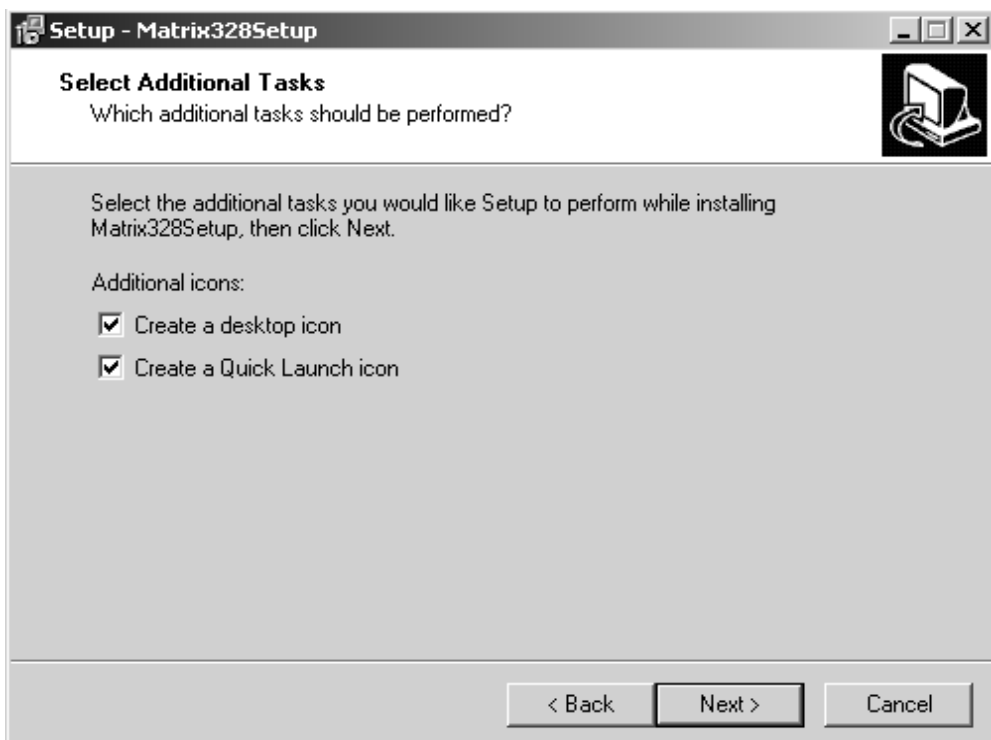 Setup - Matrix328Setup
Select Additional Tasks
Which additional tasks should be performed?
Select the additional tasks you would like Setup to perform while installing
Matrix328Setup, then click Next.
Additional icons:
Create a desktop icon
Create a Quick Launch icon
< Back
Next >
Cancel